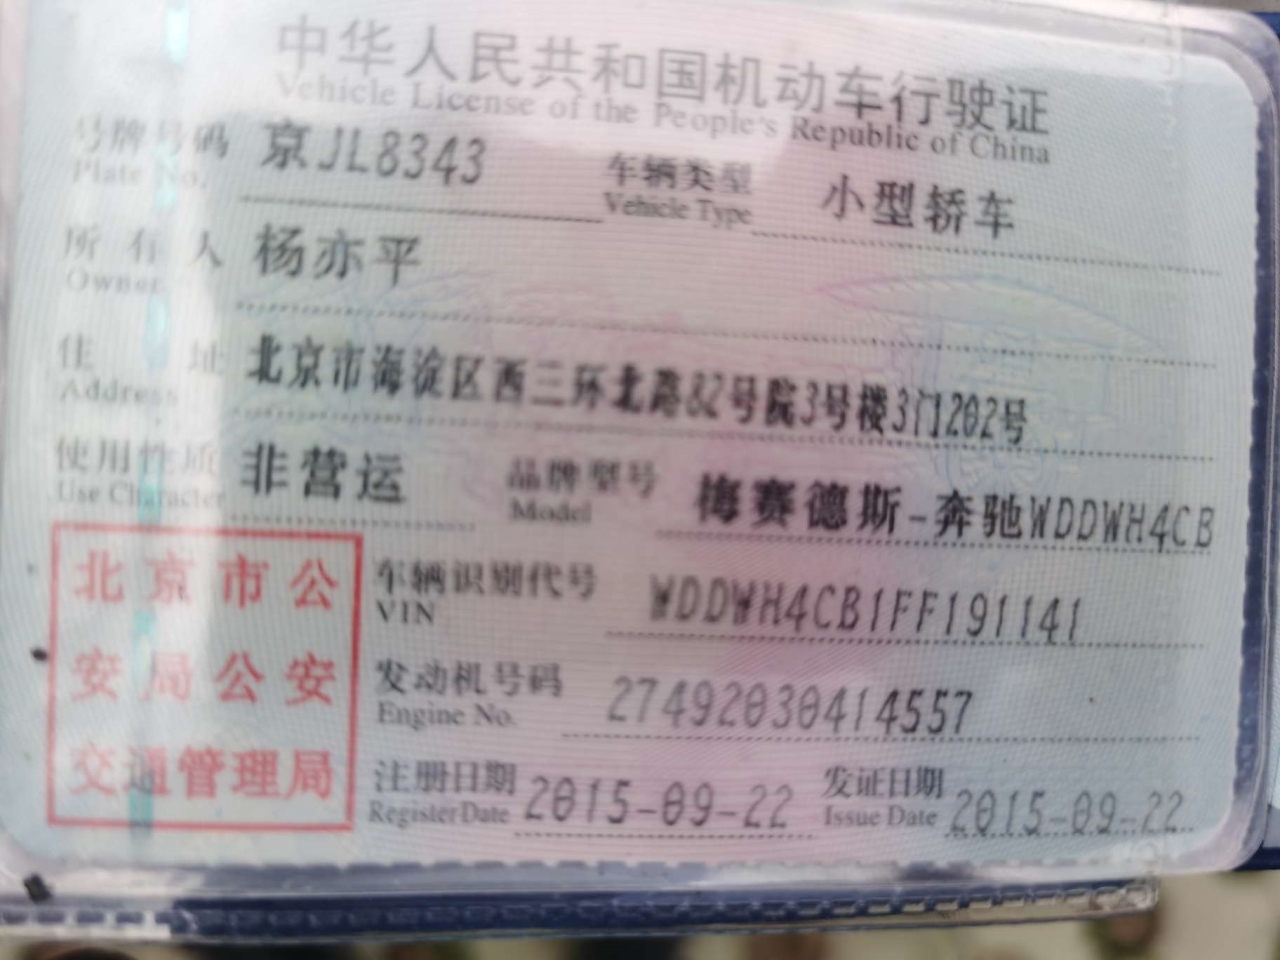 中华人民共和国机动车行驶证
Vehicle License of the People's Republic of China
号牌号码 京JL8343 车辆类型 小型轿车
Plate No. Vehicle Type
所有人 杨亦平
Owner
住址 北京市海淀区西三环北路82号院3号楼3门1202号
Address
使用性质 非营运 品牌型号 梅赛德斯-奔驰WDDWH4CB
Use Character Model
北京市公
安局公安
交通管理局
车辆识别代号 WDDWH4CB1FF191141
VIN
发动机号码 27492030414557
Engine No.
注册日期 2015-09-22 发证日期 2015-09-22
Register Date Issue Date